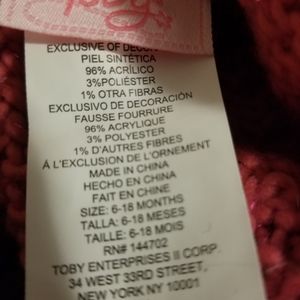 Toby
EXCLUSIVE OF DECOR
PIEL SINTÉTICA
96% ACRÍLICO
3%POLIÉSTER
1% OTRA FIBRAS
EXCLUSIVO DE DECORACIÓN
FAUSSE FOURRURE
96% ACRYLIQUE
3% POLYESTER
1% D'AUTRES FIBRES
Á L'EXCLUSION DE L'ORNEMENT
MADE IN CHINA
HECHO EN CHINA
FAIT EN CHINE
SIZE: 6-18 MONTHS
TALLA: 6-18 MESES
TAILLE: 6-18 MOIS
RN# 144702
TOBY ENTERPRISES II CORP.
34 WEST 33RD STREET,
NEW YORK NY 10001